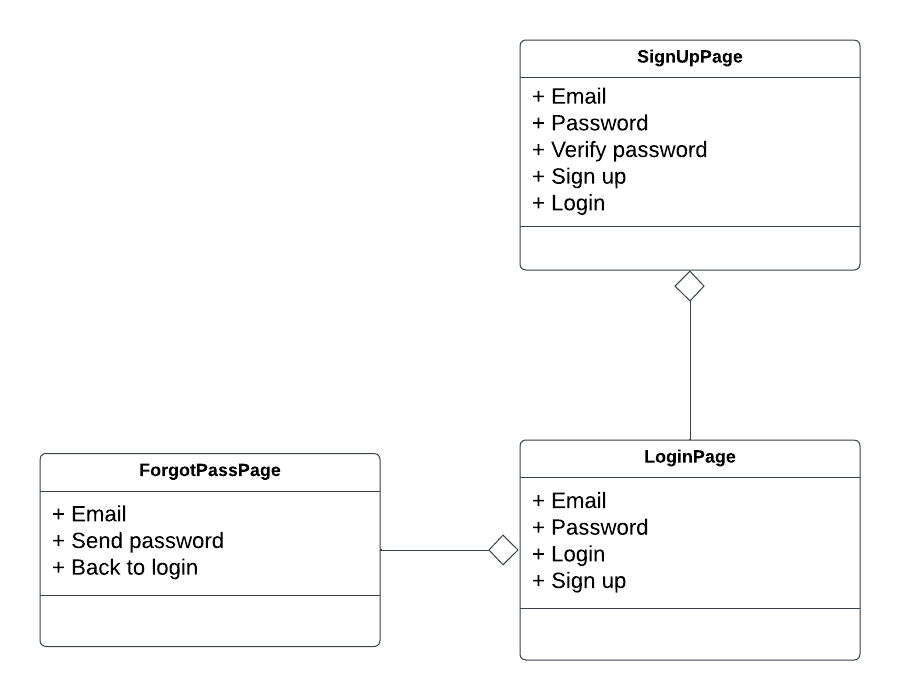 SignUpPage
+ Email
+ Password
+ Verify password
+ Sign up
+ Login
ForgotPassPage
+ Email
+ Send password
+ Back to login
LoginPage
+ Email
+ Password
+ Login
+ Sign up